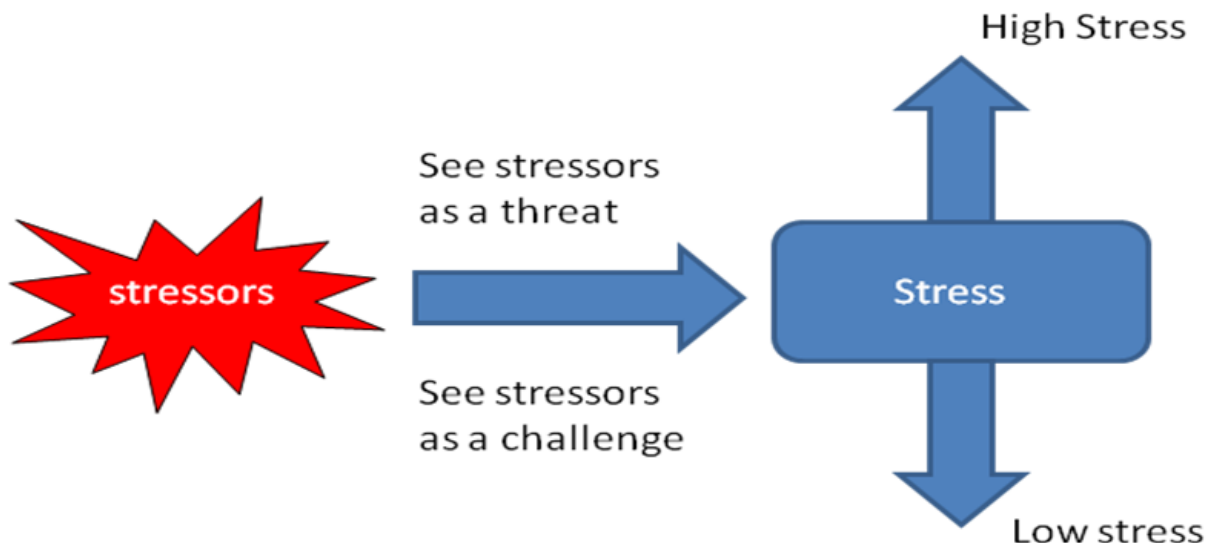 High Stress
See stressors
as a threat
stressors
Stress
See stressors
as a challenge
Low stress